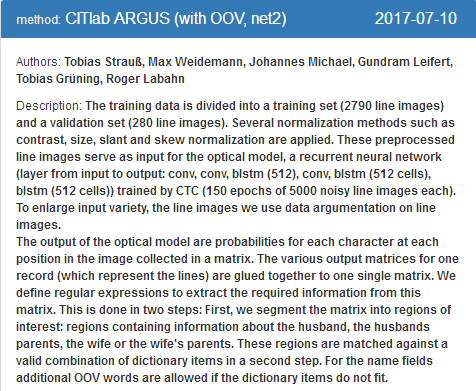 method: CITlab ARGUS (with OOV, net2) 2017-07-10
Authors: Tobias Strauß, Max Weidemann, Johannes Michael, Gundram Leifert,
Tobias Grüning, Roger Labahn
Description: The training data is divided into a training set (2790 line images)
and a validation set (280 line images). Several normalization methods such as
contrast, size, slant and skew normalization are applied. These preprocessed
line images serve as input for the optical model, a recurrent neural network
(layer from input to output: conv, conv, blstm (512), conv, blstm (512 cells),
blstm (512 cells)) trained by CTC (150 epochs of 5000 noisy line images each).
To enlarge input variety, the line images we use data argumentation on line
images.
The output of the optical model are probabilities for each character at each
position in the image collected in a matrix. The various output matrices for one
record (which represent the lines) are glued together to one single matrix. We
define regular expressions to extract the required information from this
matrix. This is done in two steps: First, we segment the matrix into regions of
interest: regions containing information about the husband, the husbands
parents, the wife or the wife's parents. These regions are matched against a
valid combination of dictionary items in a second step. For the name fields
additional OOV words are allowed if the dictionary items do not fit.